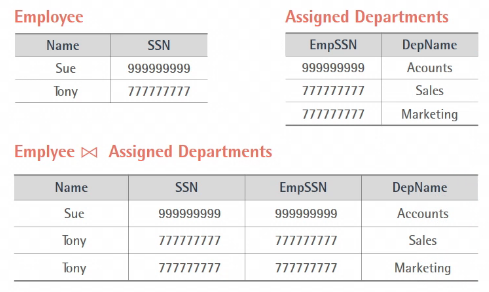 Employee
Name SSN
Sue 999999999
Tony 777777777
Assigned Departments
EmpSSN DepName
999999999 Acounts
777777777 Sales
777777777 Marketing
Emplyee ⋈ Assigned Departments
Name SSN EmpSSN DepName
Sue 999999999 999999999 Accounts
Tony 777777777 777777777 Sales
Tony 777777777 777777777 Marketing